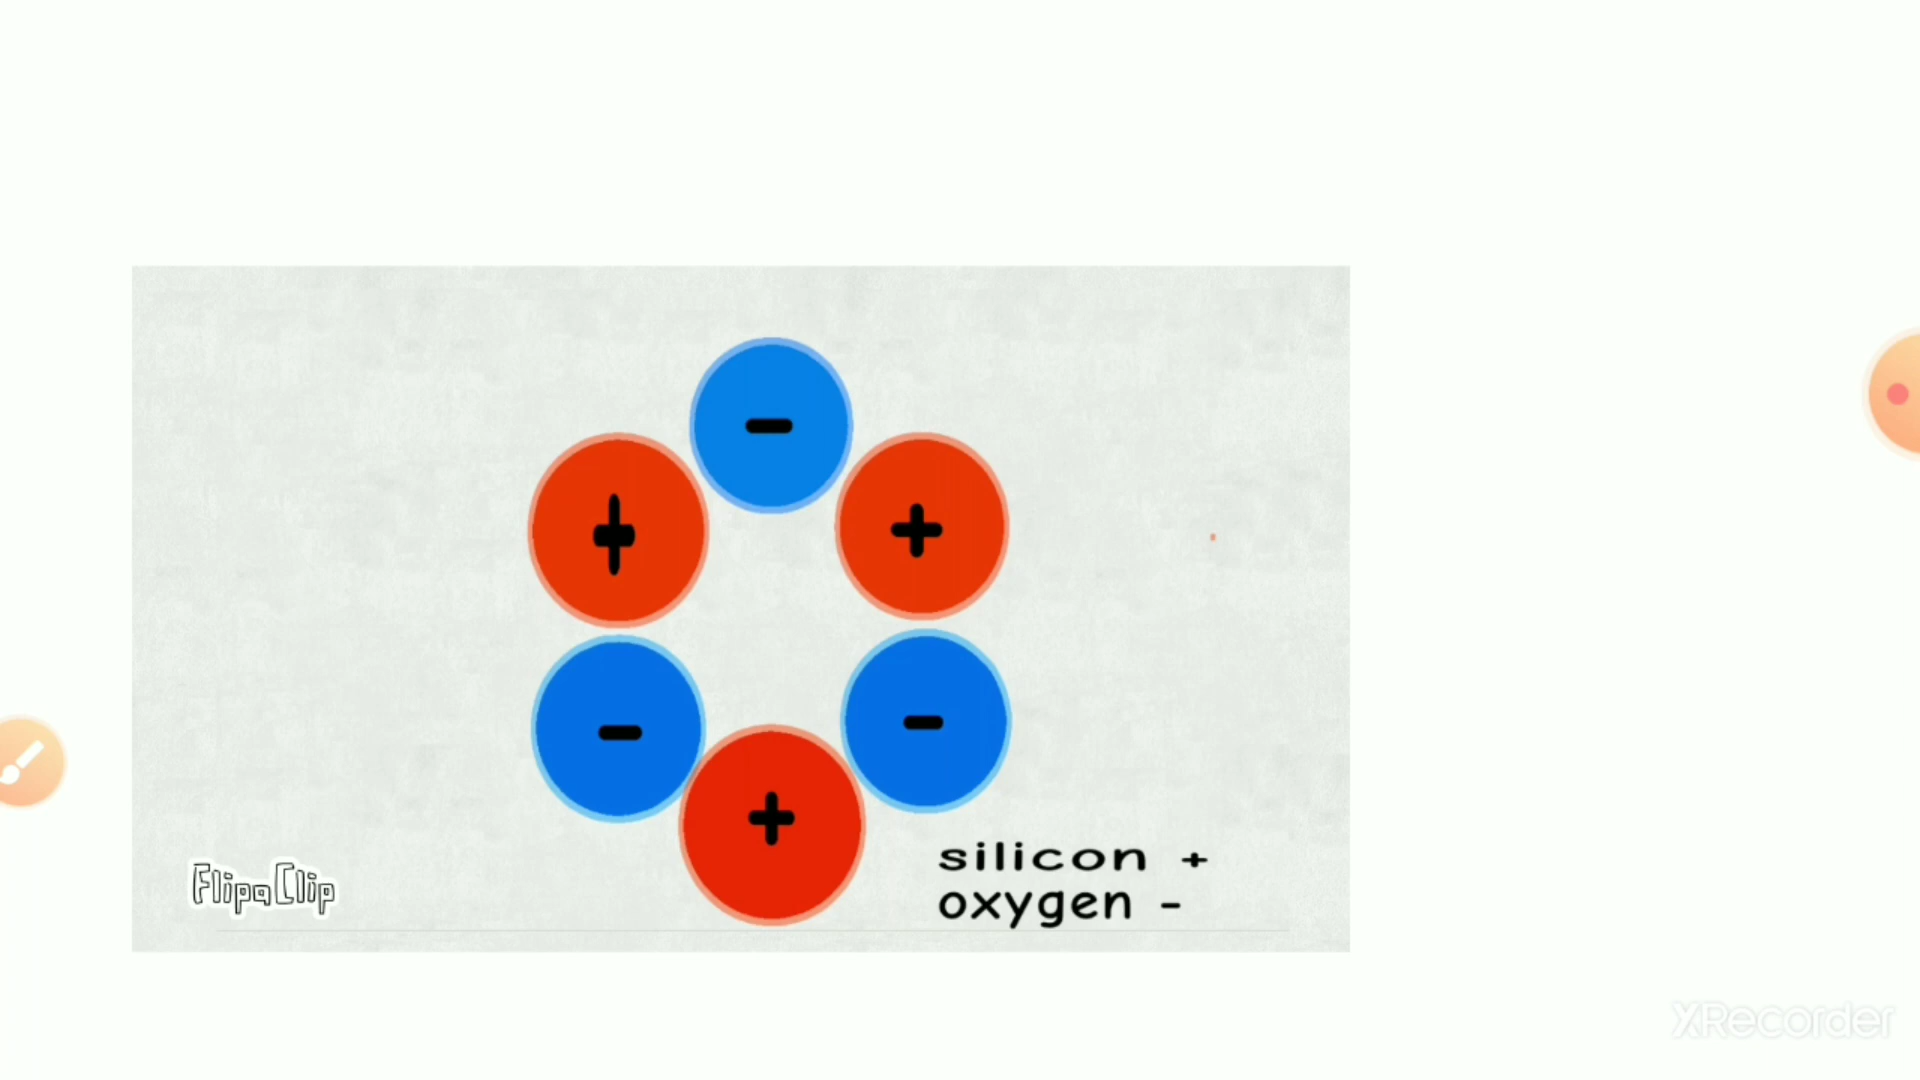 -
+ +
- -
+
silicon +
oxygen -
FlipaClip
XRecorder